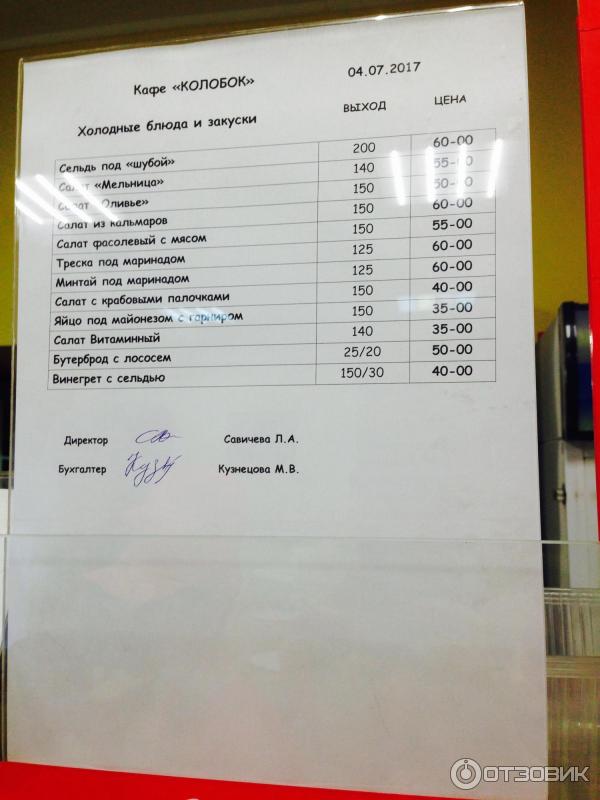 Кафе «КОЛОБОК» 04.07.2017
Холодные блюда и закуски ВЫХОД ЦЕНА
Сельдь под «шубой» 200 60-00
Салат «Мельница» 140 55-00
Салат «Оливье» 150 50-00
Салат из кальмаров 150 60-00
Салат фасолевый с мясом 150 55-00
Треска под маринадом 125 60-00
Минтай под маринадом 125 60-00
Салат с крабовыми палочками 150 40-00
Яйцо под майонезом с гарниром 150 35-00
Салат Витаминный 140 35-00
Бутерброд с лососем 25/20 50-00
Винегрет с сельдью 150/30 40-00
Директор Савичева Л.А.
Бухгалтер Кузнецова М.В.
ОТЗОВИК